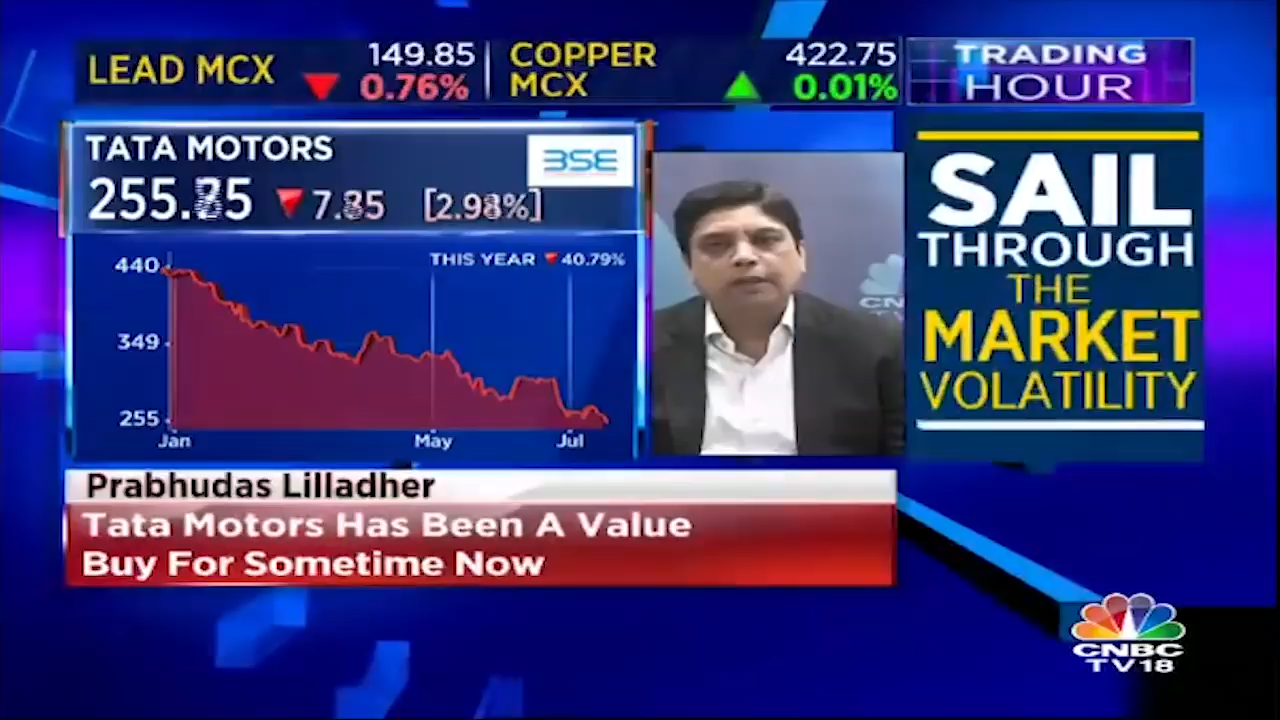 LEAD MCX
149.85
▼ 0.76%
COPPER
MCX
422.75
▲ 0.01%
TRADING
HOUR
TATA MOTORS
BSE
▼
THIS YEAR ▼40.79%
440
349
255
Jan
May
Jul
CN
TV
SAIL
THROUGH
THE
MARKET
VOLATILITY
Prabhudas Lilladher
Tata Motors Has Been A Value
Buy For Sometime Now
CNBC
TV18